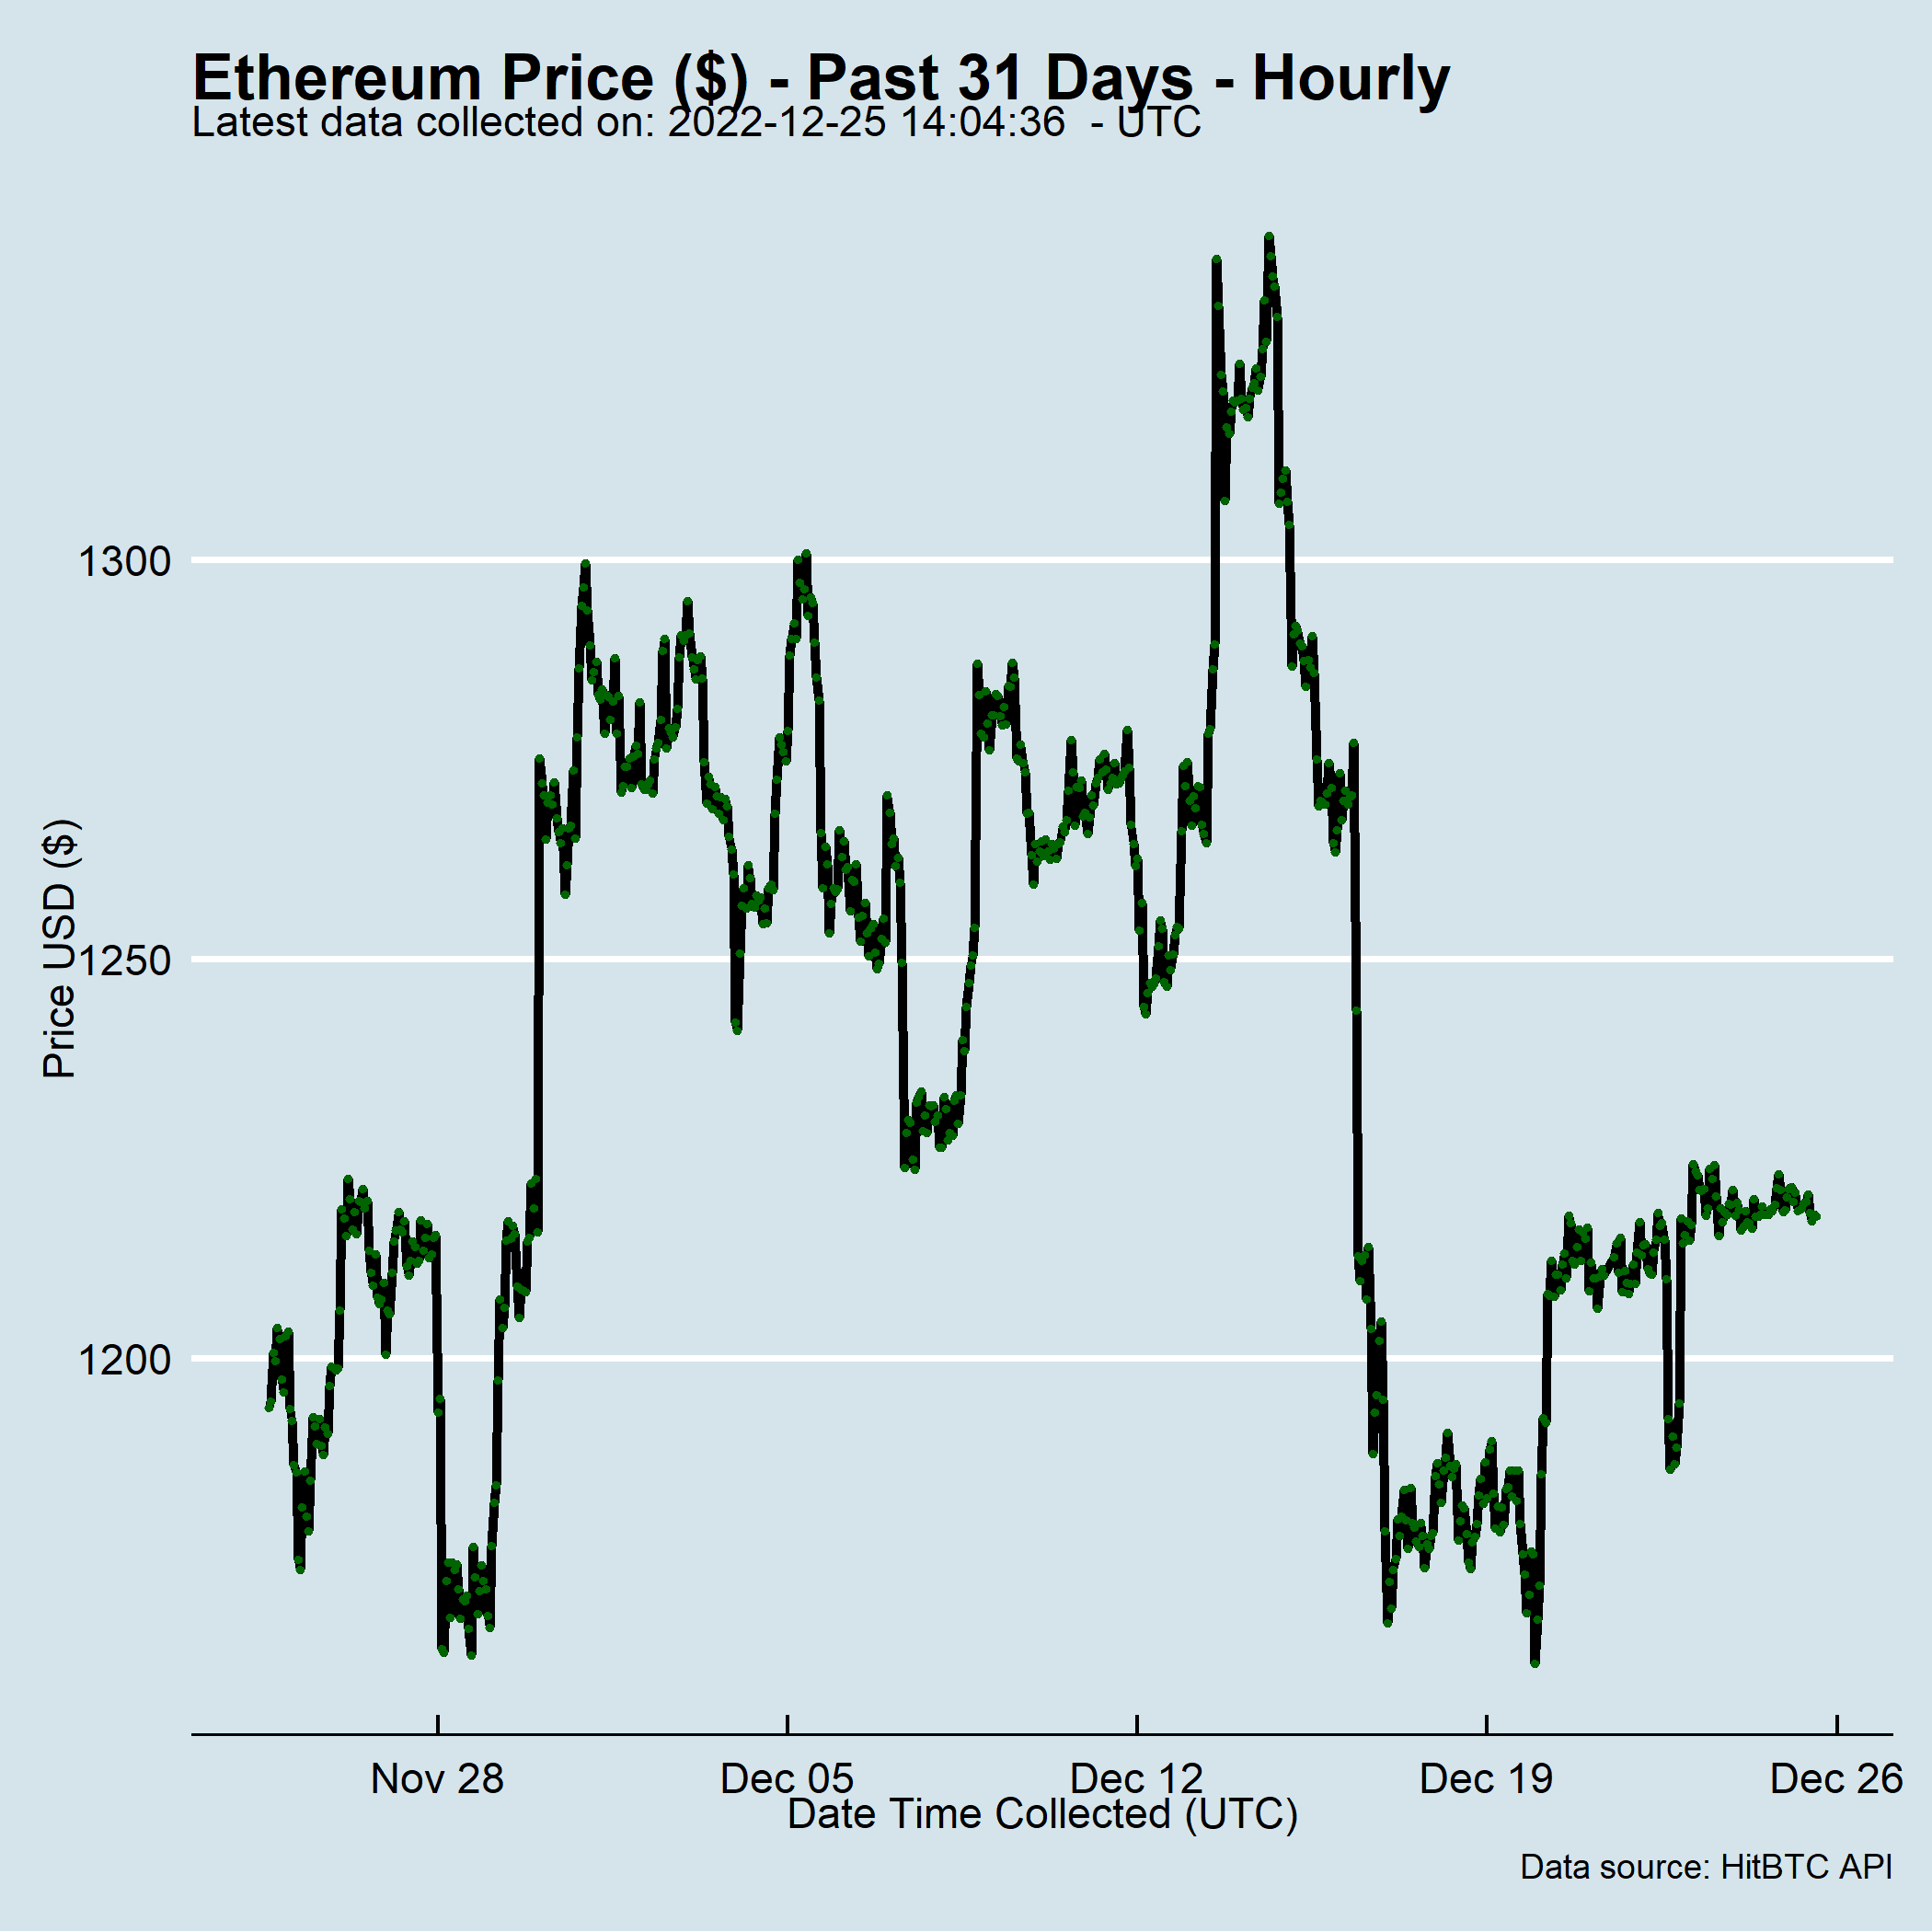 Ethereum Price ($) - Past 31 Days - Hourly
Latest data collected on: 2022-12-25 14:04:36  - UTC
Price USD ($)
1300
1250
1200
Nov 28
Dec 05
Dec 12
Dec 19
Dec 26
Date Time Collected (UTC)
Data source: HitBTC API